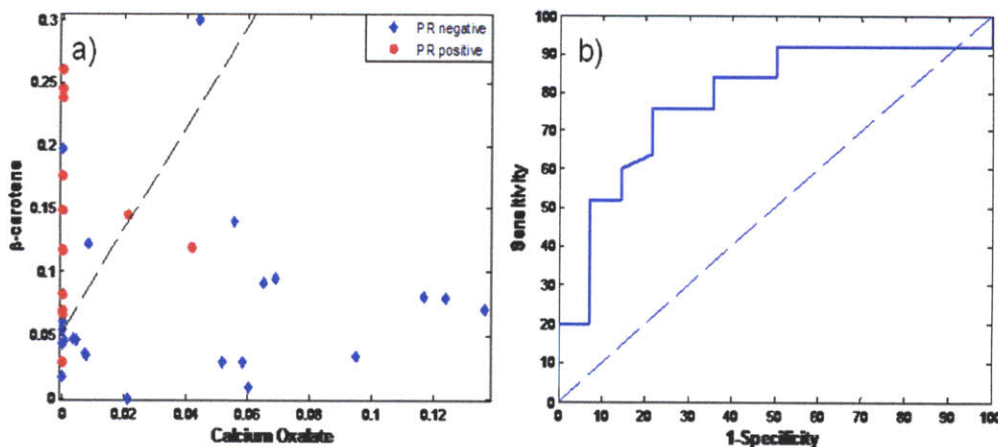 a)
PR negative
PR positive
0.3
0.25
0.2
0.15
0.1
0.05
0
β-carotene
0 0.02 0.04 0.06 0.08 0.1 0.12
Calcium Oxalate
b)
100
90
80
70
60
50
40
30
20
10
0
Sensitivity
0 10 20 30 40 50 60 70 80 90 100
1-Specificity